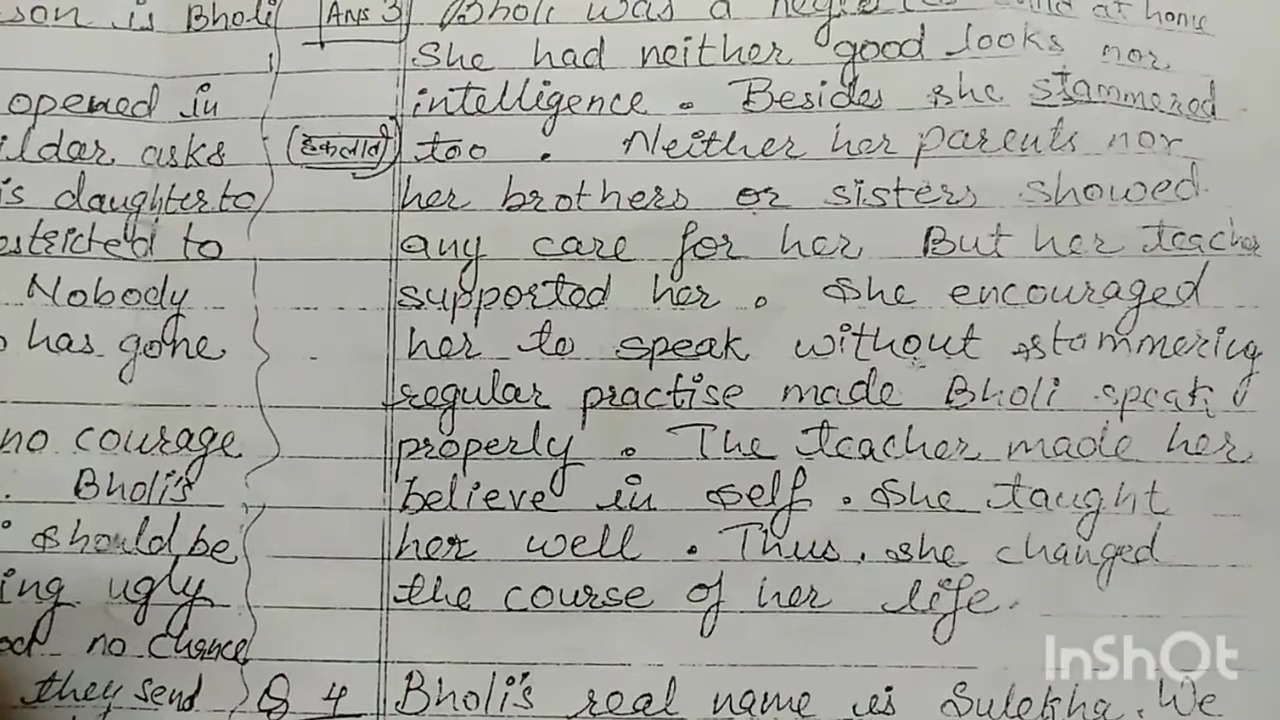 son is Bholi
opened in
ildar asks
is daughter to
estricted to
Nobody
has gone
no courage
. Bholi's
should be
ing ugly
no chance
they send
Ans 3 Bholi was a at home
She had neither good looks nor
intelligence. Besides she stammered
(हकलाती) too. Neither her parents nor
her brothers or sisters showed
any care for her But her teacher
supported her. She encouraged
her to speak without stammering
regular practise made Bholi speak
properly. The teacher made her
believe in self. She taught
her well. Thus, she changed
the course of her life.
Q 4 Bholi's real name is Sulekha. We
InShOt